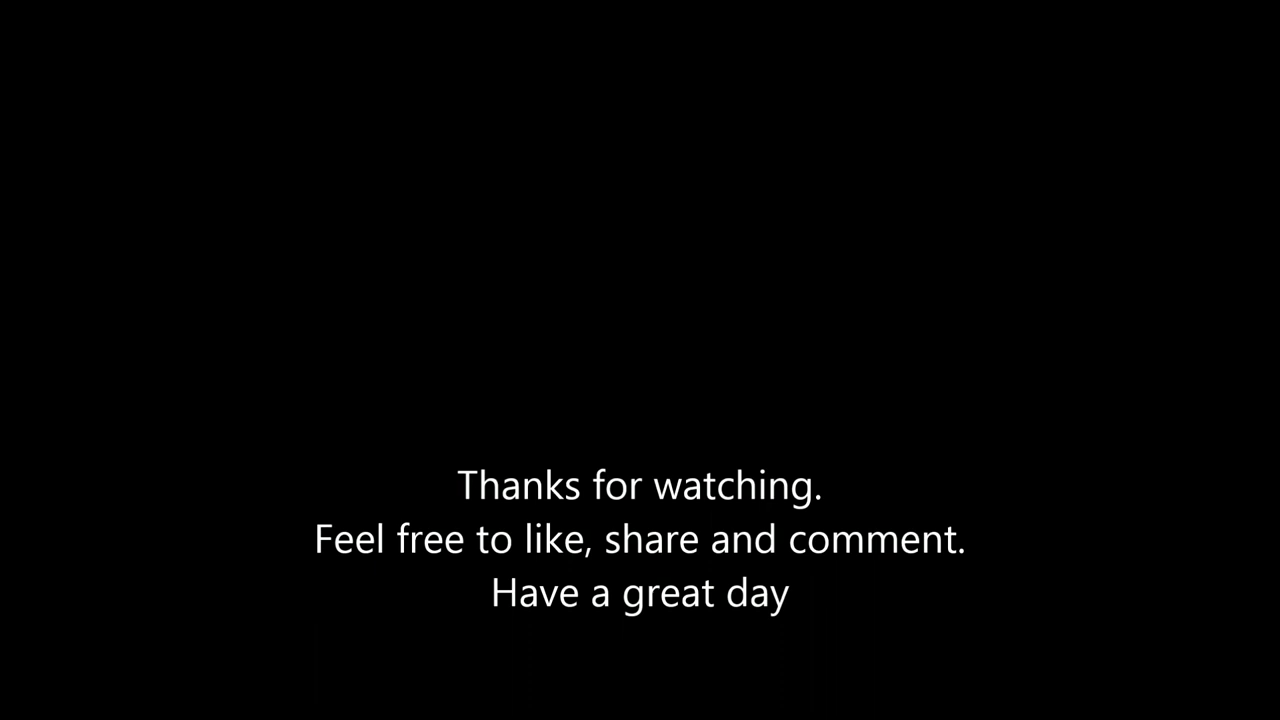 Thanks for watching.
Feel free to like, share and comment.
Have a great day